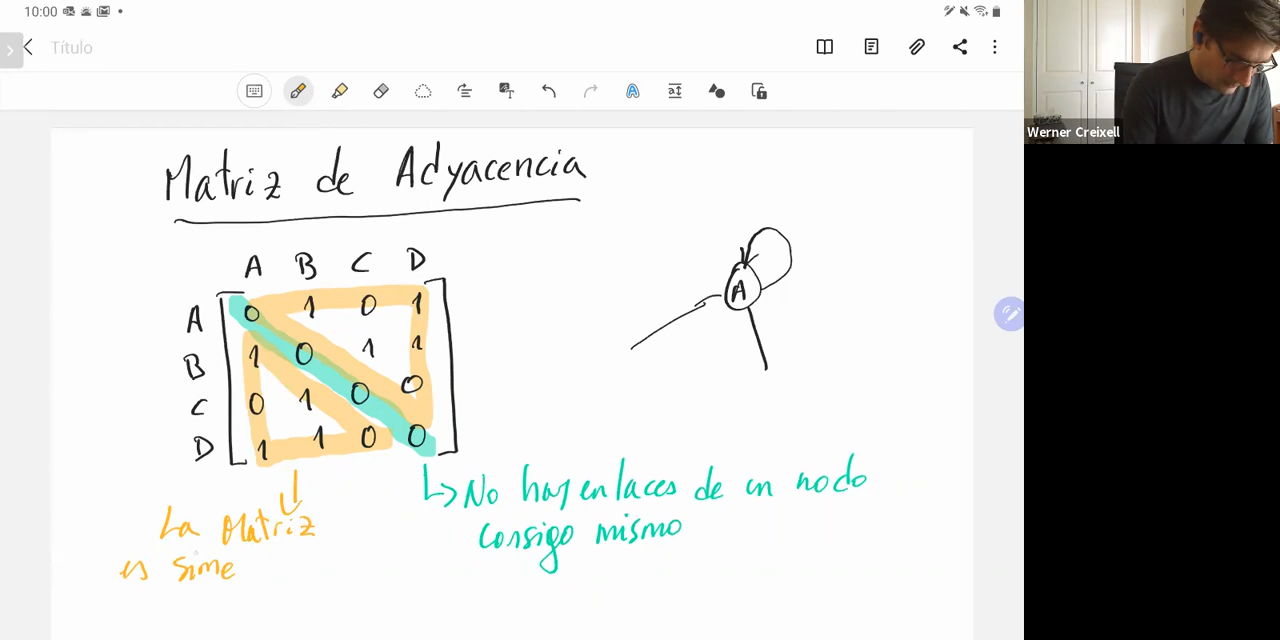 10:00
Título
Werner Creixell
Matriz de Adyacencia
A B C D
A 0 1 0 1
B 1 0 1 1
C 0 1 0 0
D 1 1 0 0
A
No hay enlaces de un nodo
consigo mismo
La Matriz
es sime